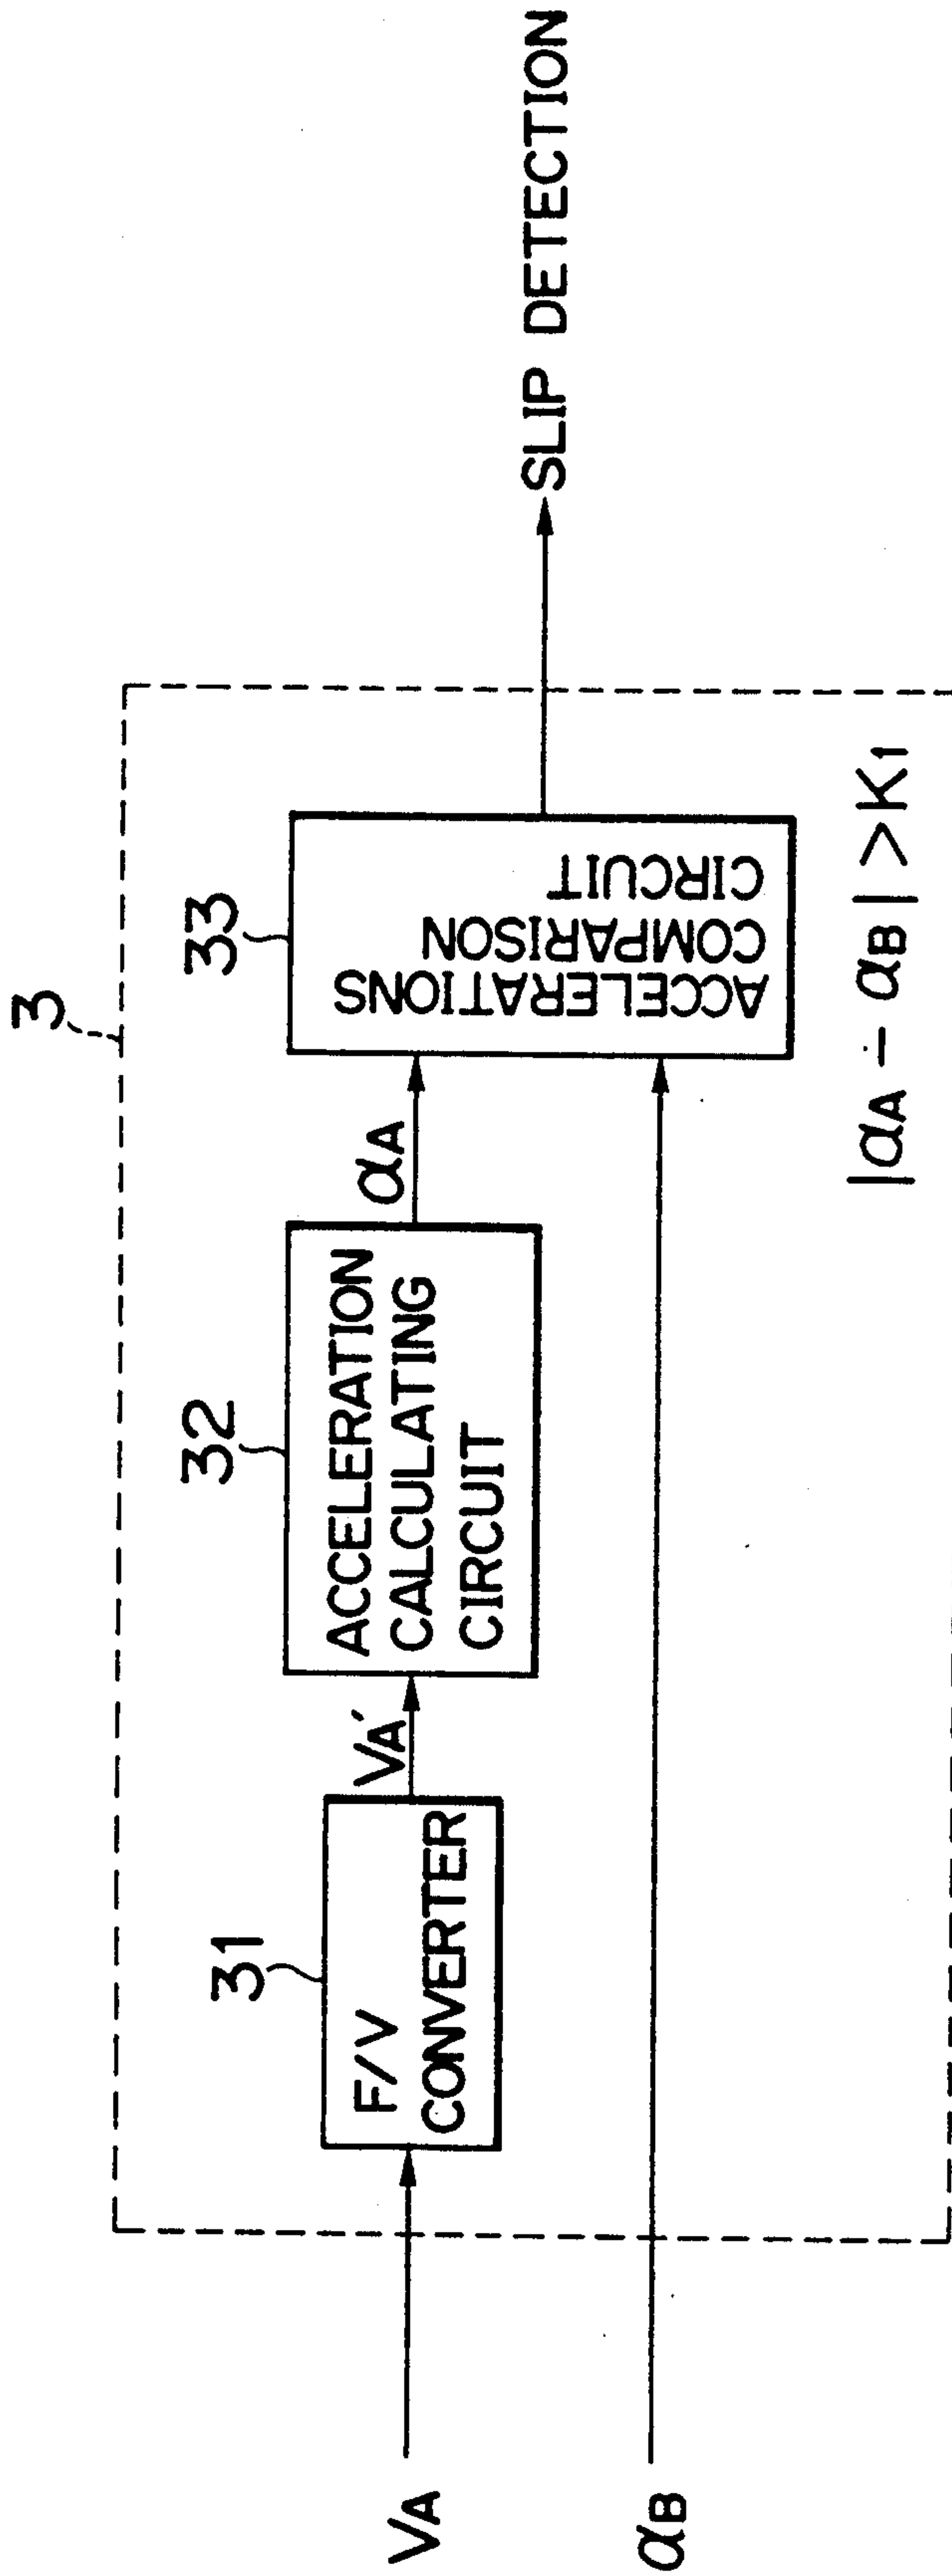 3
31
32
33
F/V
CONVERTER
VA'
ACCELERATION
CALCULATING
CIRCUIT
αA
ACCELERATIONS
COMPARISON
CIRCUIT
SLIP DETECTION
VA
αB
|αA - αB| > K1